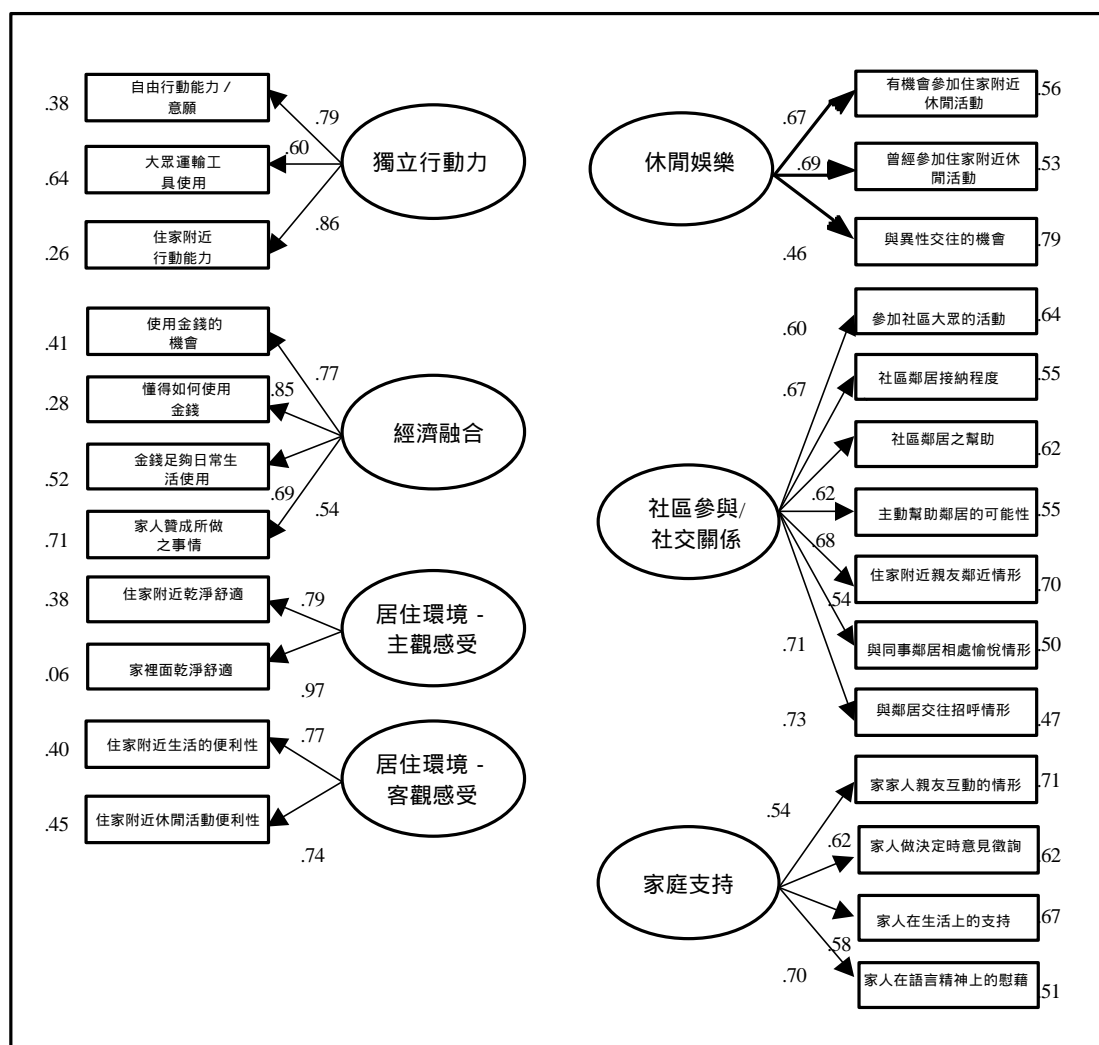 .38
自由行動能力 /
意願
.79
.64
大眾運輸工
具使用
.60
獨立行動力
.26
住家附近
行動能力
.86
.41
使用金錢的
機會
.77
.28
懂得如何使用
金錢
.85
經濟融合
.52
金錢足夠日常生
活使用
.69
.54
.71
家人贊成所做
之事情
.38
住家附近乾淨舒適
.79
居住環境 -
主觀感受
.06
家裡面乾淨舒適
.97
.40
住家附近生活的便利性
.77
居住環境 -
客觀感受
.45
住家附近休閒活動便利性
.74
休閒娛樂
.67
有機會參加住家附近
休閒活動
.56
.69
曾經參加住家附近休
閒活動
.53
.46
與異性交往的機會
.79
社區參與/
社交關係
.60
參加社區大眾的活動
.64
.67
社區鄰居接納程度
.55
社區鄰居之幫助
.62
.62
主動幫助鄰居的可能性
.55
.68
住家附近親友鄰近情形
.70
.54
與同事鄰居相處愉悅情形
.50
.71
與鄰居交往招呼情形
.47
.73
家庭支持
.54
家家人親友互動的情形
.71
.62
家人做決定時意見徵詢
.62
家人在生活上的支持
.67
.58
家人在語言精神上的慰藉
.51
.70